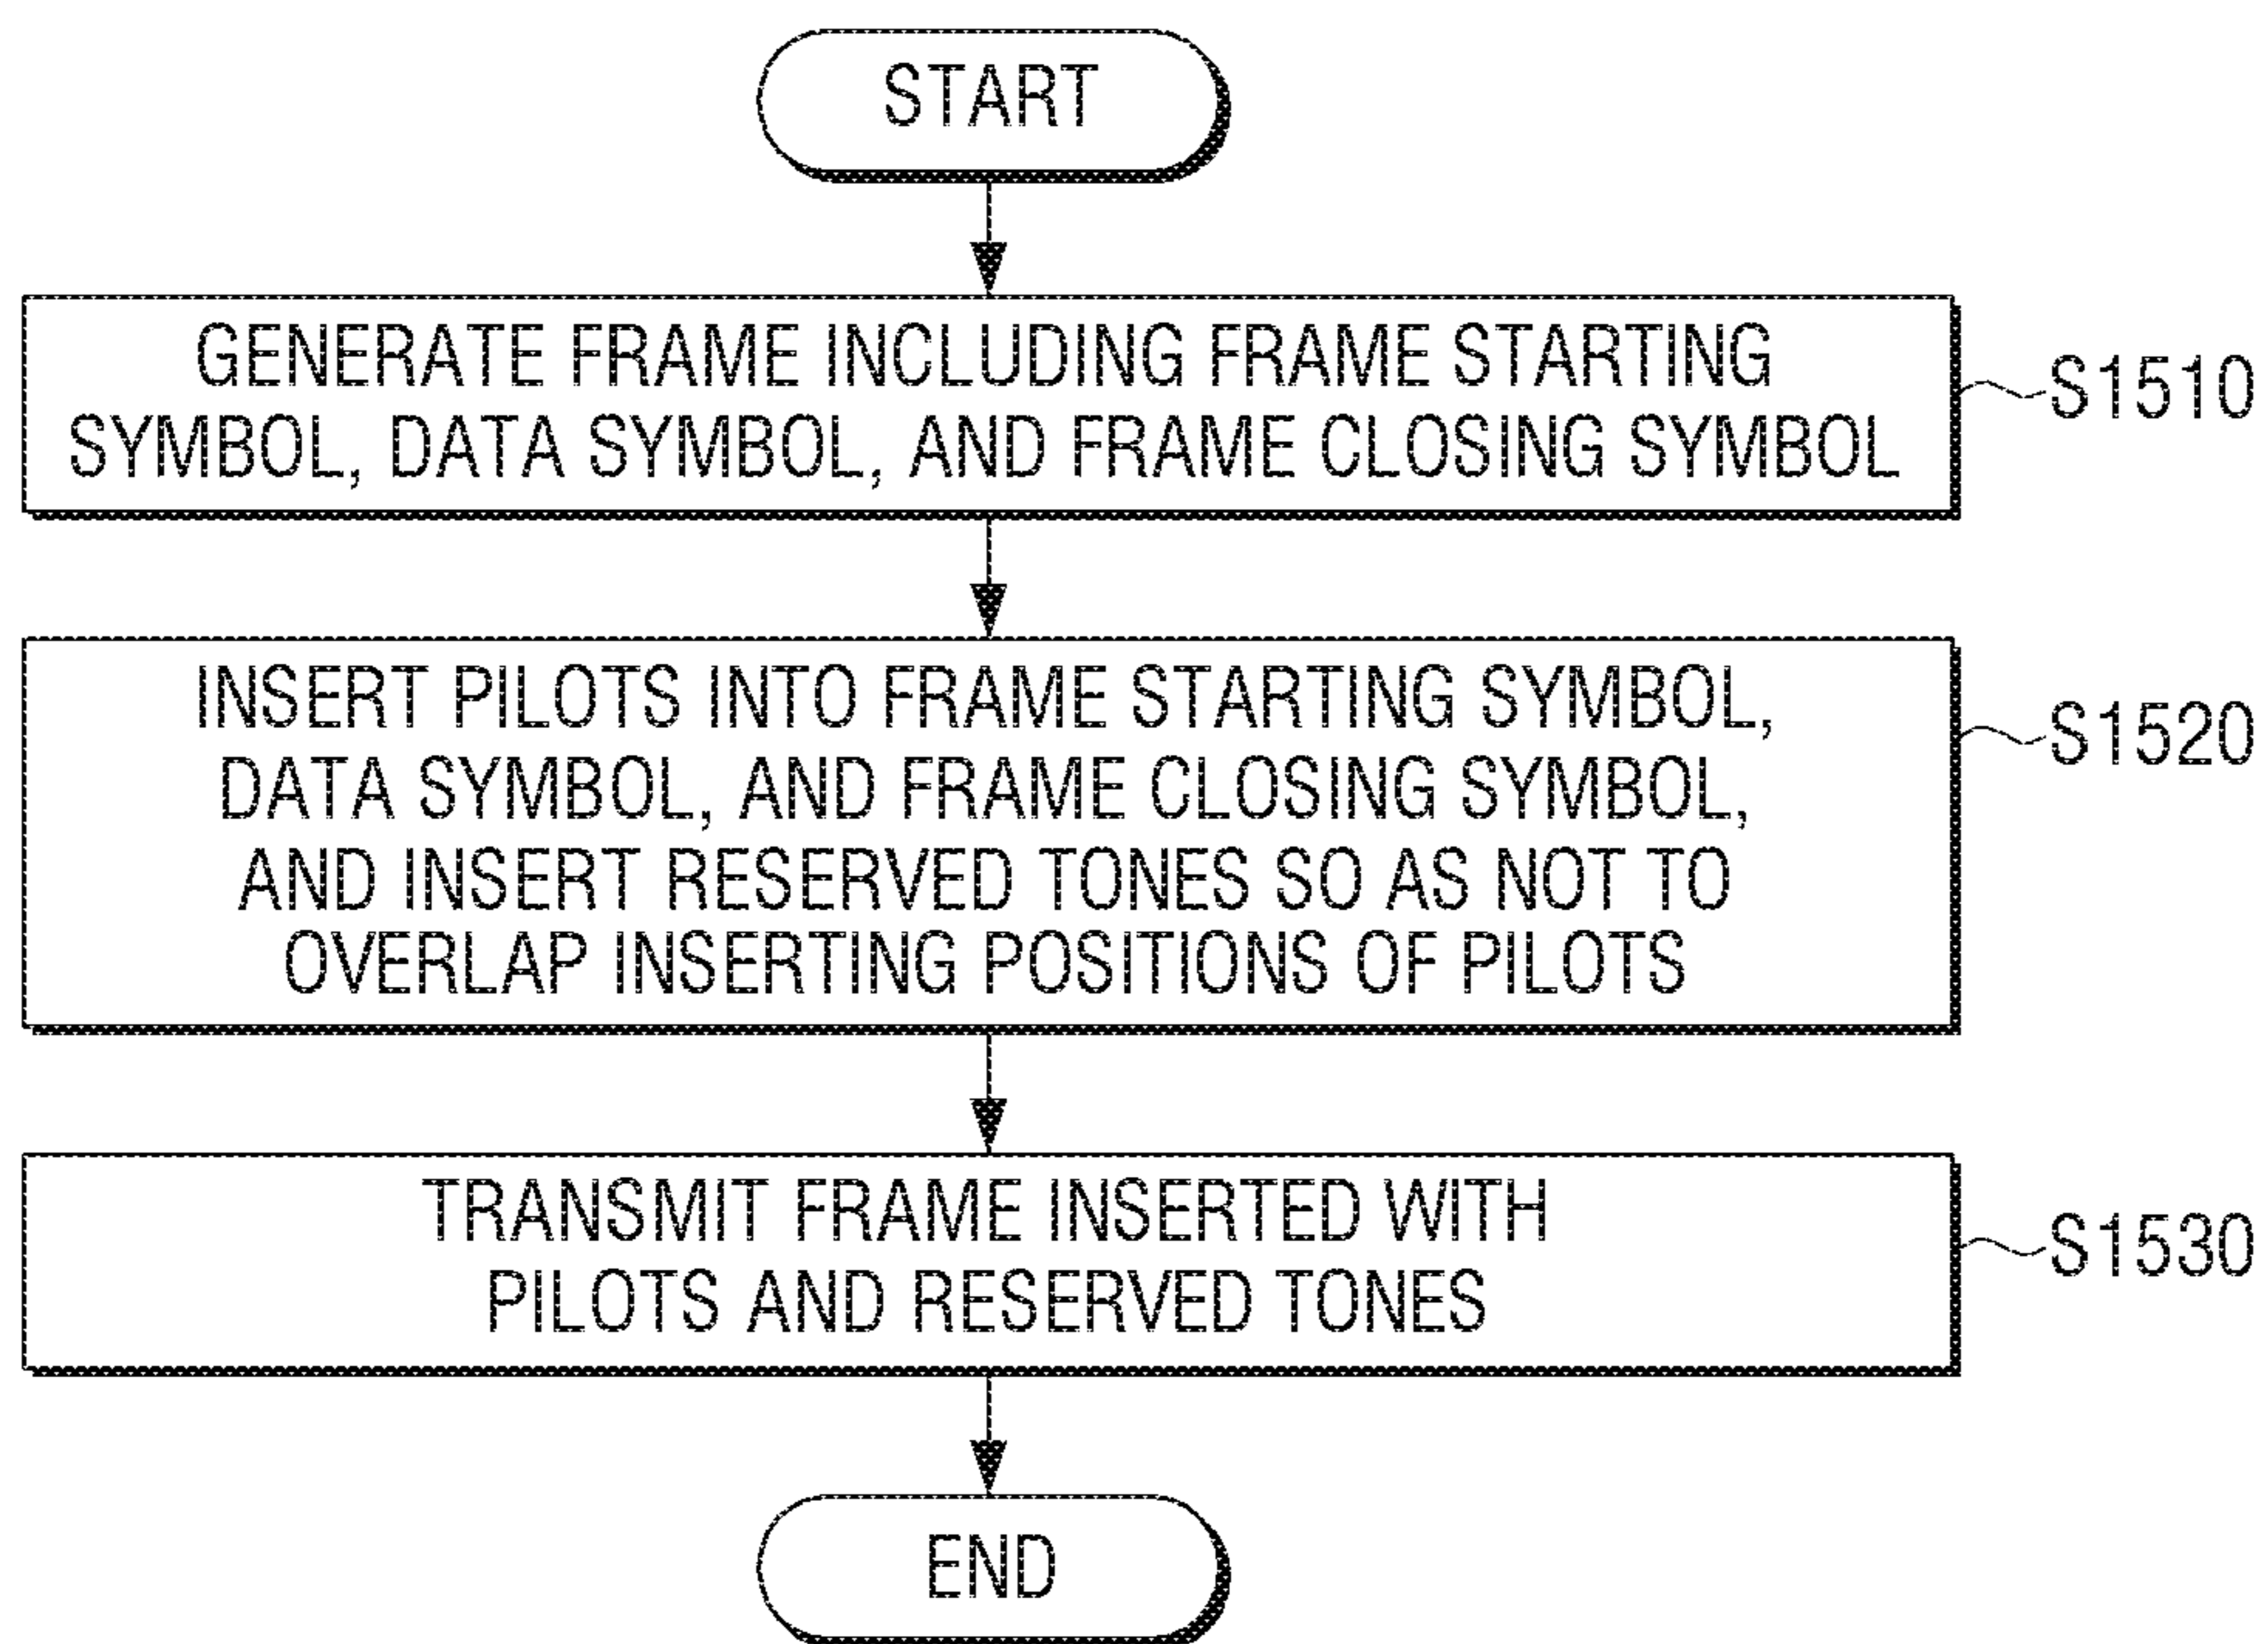 START
GENERATE FRAME INCLUDING FRAME STARTING
SYMBOL, DATA SYMBOL, AND FRAME CLOSING SYMBOL
S1510
INSERT PILOTS INTO FRAME STARTING SYMBOL,
DATA SYMBOL, AND FRAME CLOSING SYMBOL,
AND INSERT RESERVED TONES SO AS NOT TO
OVERLAP INSERTING POSITIONS OF PILOTS
S1520
TRANSMIT FRAME INSERTED WITH
PILOTS AND RESERVED TONES
S1530
END